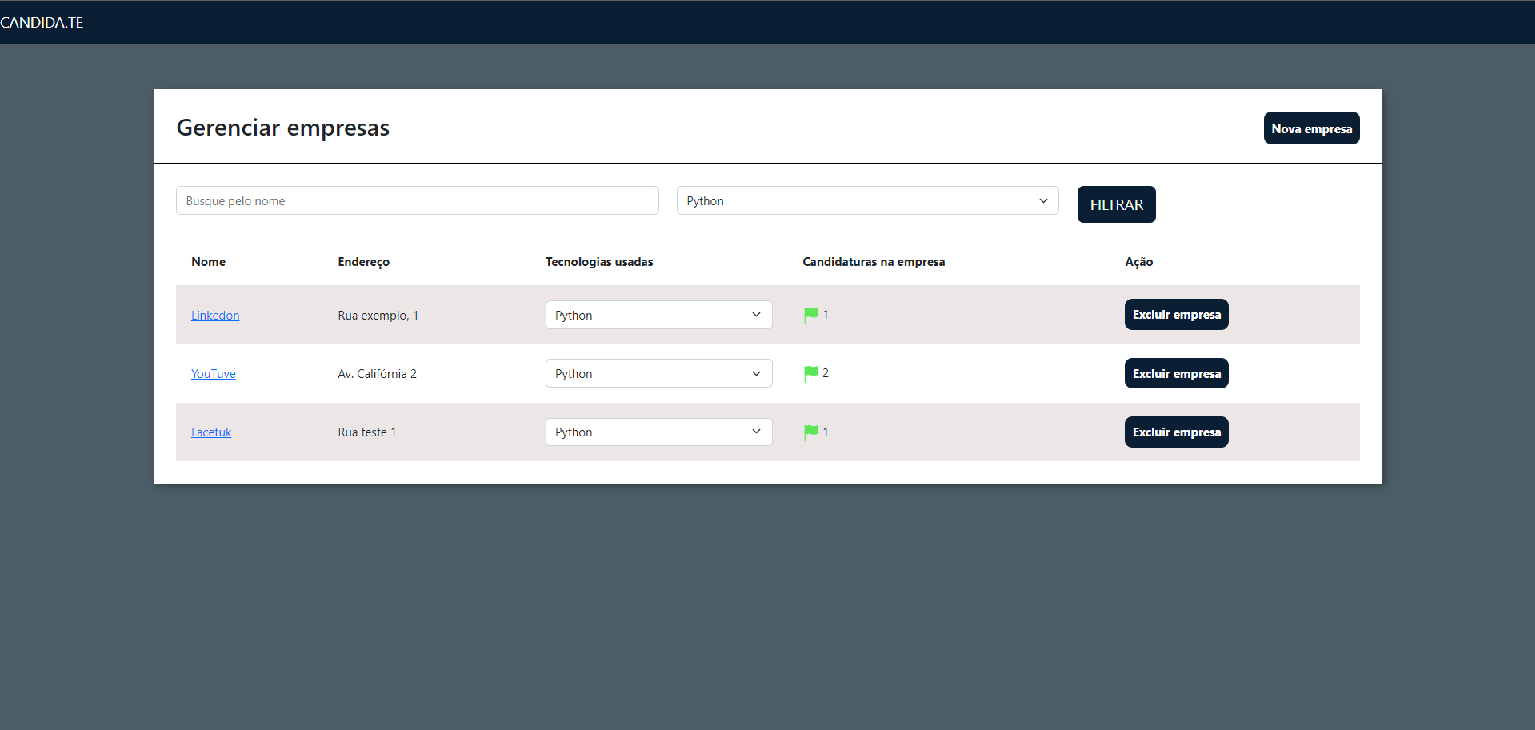 CANDIDA.TE
Gerenciar empresas
Nova empresa
Busque pelo nome Python FILTRAR
Nome Endereço Tecnologias usadas Candidaturas na empresa Ação
Linkedon Rua exemplo, 1 Python 1 Excluir empresa
YouTuve Av. Califórnia 2 Python 2 Excluir empresa
Facefuk Rua teste 1 Python 1 Excluir empresa